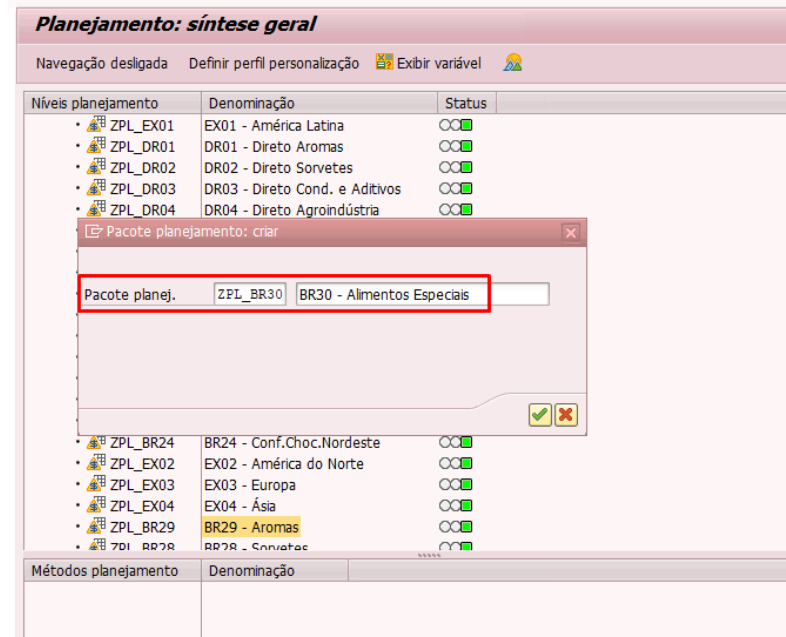 Planejamento: síntese geral
Navegação desligada Definir perfil personalização Exibir variável
Níveis planejamento Denominação Status
ZPL_EX01 EX01 - América Latina
ZPL_DR01 DR01 - Direto Aromas
ZPL_DR02 DR02 - Direto Sorvetes
ZPL_DR03 DR03 - Direto Cond. e Aditivos
ZPL_DR04 DR04 - Direto Agroindústria
Pacote planejamento: criar
Pacote planej. ZPL_BR30 BR30 - Alimentos Especiais
ZPL_BR24 BR24 - Conf.Choc.Nordeste
ZPL_EX02 EX02 - América do Norte
ZPL_EX03 EX03 - Europa
ZPL_EX04 EX04 - Ásia
ZPL_BR29 BR29 - Aromas
ZPL_BR28 BR28 - Sorvetes
Métodos planejamento Denominação